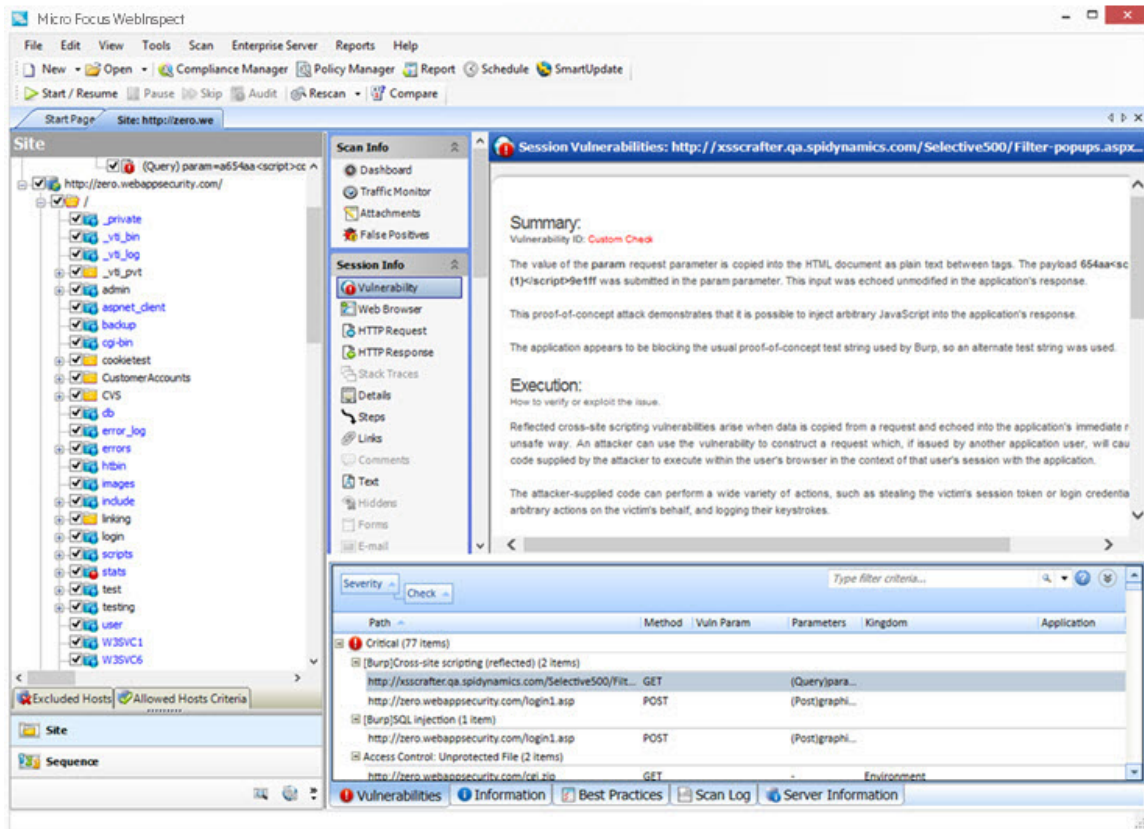 Micro Focus WebInspect
File Edit View Tools Scan Enterprise Server Reports Help
New Open Compliance Manager Policy Manager Report Schedule SmartUpdate
Start / Resume Pause Skip Audit Rescan Compare
Start Page Site: http://zero.we
Site
(Query) param=a654aa<script>cc
http://zero.webappsecurity.com/
/
_private
_vti_bin
_vti_log
_vti_pvt
admin
aspnet_client
backup
cgi-bin
cookietest
CustomerAccounts
CVS
db
error_log
errors
htbin
images
include
linking
login
scripts
stats
test
testing
user
W3SVC1
W3SVC6
Excluded Hosts Allowed Hosts Criteria
Site
Sequence
Scan Info
Dashboard
Traffic Monitor
Attachments
False Positives
Session Info
Vulnerability
Web Browser
HTTP Request
HTTP Response
Stack Traces
Details
Steps
Links
Comments
Text
Hiddens
Forms
E-mail
Session Vulnerabilities: http://xsscrafter.qa.spidynamics.com/Selective500/Filter-popups.aspx...
Summary:
Vulnerability ID: Custom Check
The value of the param request parameter is copied into the HTML document as plain text between tags. The payload 654aa<sc
(1)</script>9e1ff was submitted in the param parameter. This input was echoed unmodified in the application's response.
This proof-of-concept attack demonstrates that it is possible to inject arbitrary JavaScript into the application's response.
The application appears to be blocking the usual proof-of-concept test string used by Burp, so an alternate test string was used.
Execution:
How to verify or exploit the issue.
Reflected cross-site scripting vulnerabilities arise when data is copied from a request and echoed into the application's immediate r
unsafe way. An attacker can use the vulnerability to construct a request which, if issued by another application user, will cau
code supplied by the attacker to execute within the user's browser in the context of that user's session with the application.
The attacker-supplied code can perform a wide variety of actions, such as stealing the victim's session token or login credentia
arbitrary actions on the victim's behalf, and logging their keystrokes.
Severity Check Type filter criteria...
Path Method Vuln Param Parameters Kingdom Application
Critical (77 items)
[Burp]Cross-site scripting (reflected) (2 items)
http://xsscrafter.qa.spidynamics.com/Selective500/Filt... GET (Query)para...
http://zero.webappsecurity.com/login1.asp POST (Post)graphi...
[Burp]SQL injection (1 item)
http://zero.webappsecurity.com/login1.asp POST (Post)graphi...
Access Control: Unprotected File (2 items)
http://zero.webappsecurity.com/cgi.zip GET - Environment
Vulnerabilities Information Best Practices Scan Log Server Information